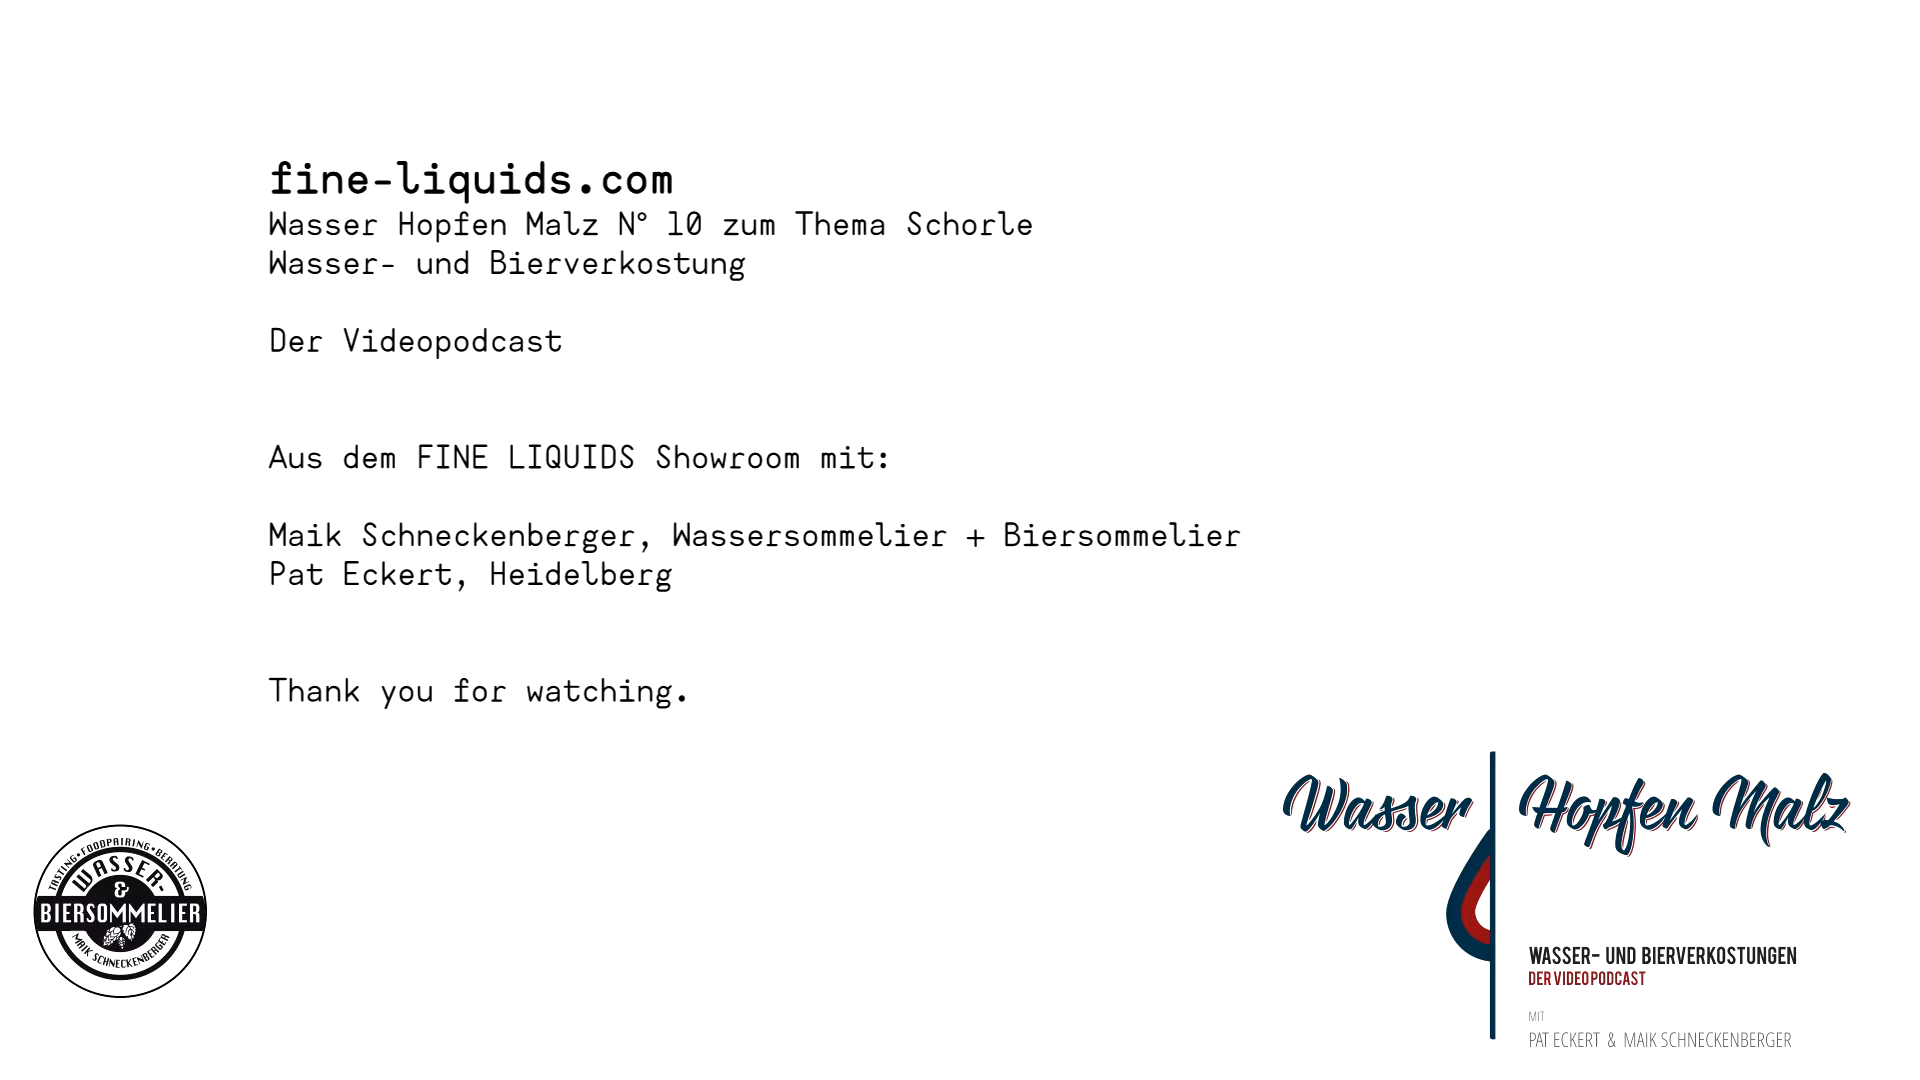 fine-liquids.com
Wasser Hopfen Malz N° 10 zum Thema Schorle
Wasser- und Bierverkostung
Der Videopodcast
Aus dem FINE LIQUIDS Showroom mit:
Maik Schneckenberger, Wassersommelier + Biersommelier
Pat Eckert, Heidelberg
Thank you for watching.
Wasser Hopfen Malz
TASTING•FOODPAIRING•BERATUNG
WASSER-
&
BIERSOMMELIER
MAIK SCHNECKENBERGER
WASSER- UND BIERVERKOSTUNGEN
DER VIDEOPODCAST
MIT
PAT ECKERT & MAIK SCHNECKENBERGER